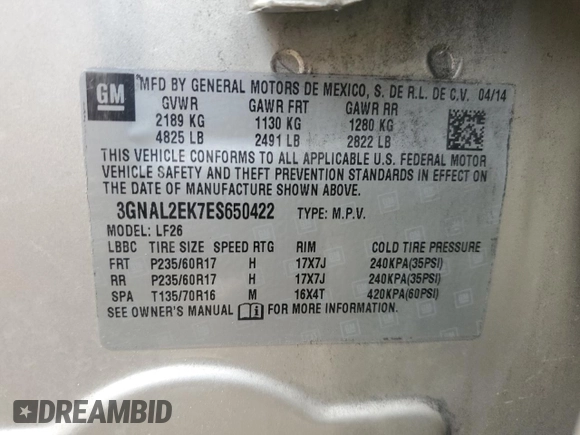 GM
MFD BY GENERAL MOTORS DE MEXICO, S. DE R.L. DE C.V. 04/14
GVWR GAWR FRT GAWR RR
2189 KG 1130 KG 1280 KG
4825 LB 2491 LB 2822 LB
THIS VEHICLE CONFORMS TO ALL APPLICABLE U.S. FEDERAL MOTOR
VEHICLE SAFETY AND THEFT PREVENTION STANDARDS IN EFFECT ON
THE DATE OF MANUFACTURE SHOWN ABOVE.
3GNAL2EK7ES650422 TYPE: M.P.V.
MODEL: LF26
LBBC TIRE SIZE SPEED RTG RIM COLD TIRE PRESSURE
FRT P235/60R17 H 17X7J 240KPA(35PSI)
RR P235/60R17 H 17X7J 240KPA(35PSI)
SPA T135/70R16 M 16X4T 420KPA(60PSI)
SEE OWNER'S MANUAL FOR MORE INFORMATION.
DREAMBID